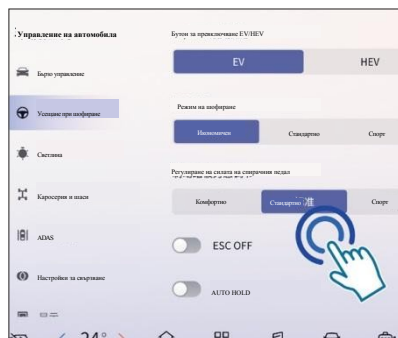 Управление на автомобила
Бързо управление
Усещане при шофиране
Светлина
Каросерия и шаси
ADAS
Настройки за свързване
Бутон за превключване EV/HEV
EV HEV
Режим на шофиране
Икономичен Стандартно Спорт
Регулиране на силата на спирачния педал
Комфортно Стандартно 准 Спорт
ESC OFF
AUTO HOLD
24°